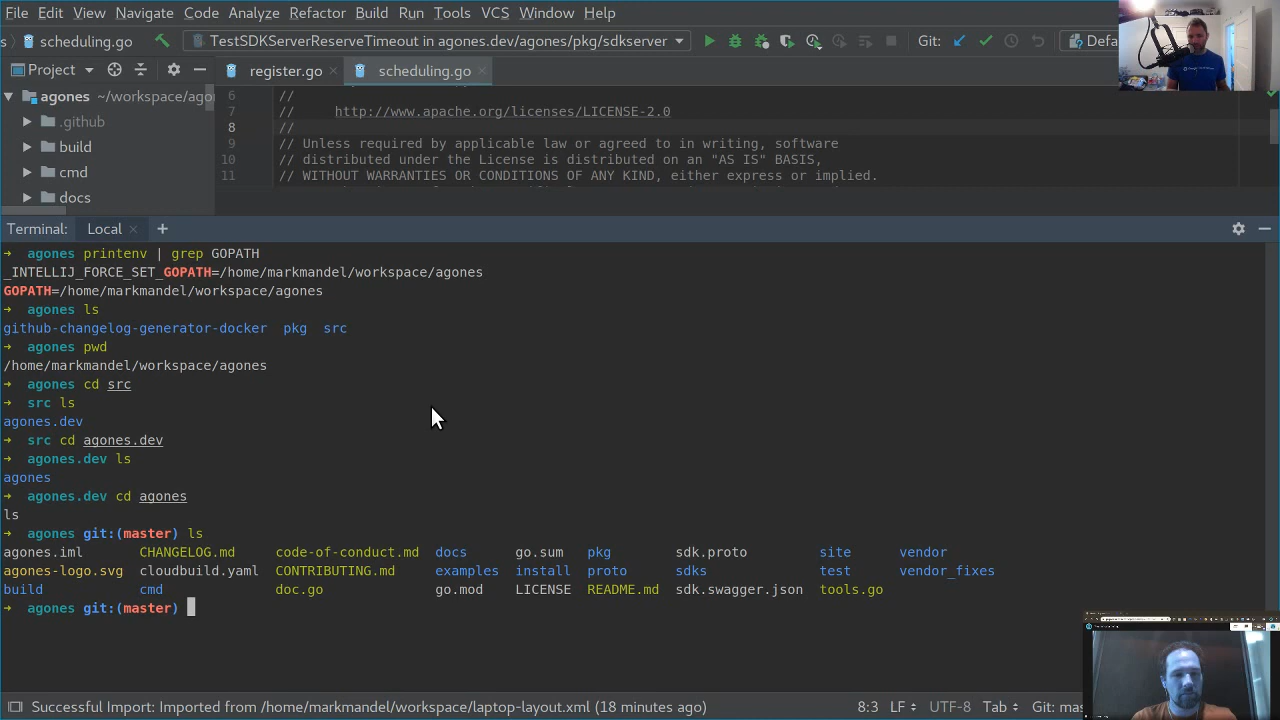 File Edit View Navigate Code Analyze Refactor Build Run Tools VCS Window Help
s scheduling.go TestSDKServerReserveTimeout in agones.dev/agones/pkg/sdkserver Git: Defa
Project register.go scheduling.go
agones ~/workspace/ago
.github
build
cmd
docs
6 //
7 // http://www.apache.org/licenses/LICENSE-2.0
8 //
9 // Unless required by applicable law or agreed to in writing, software
10 // distributed under the License is distributed on an "AS IS" BASIS,
11 // WITHOUT WARRANTIES OR CONDITIONS OF ANY KIND, either express or implied.
Terminal: Local +
→ agones printenv | grep GOPATH
_INTELLIJ_FORCE_SET_GOPATH=/home/markmandel/workspace/agones
GOPATH=/home/markmandel/workspace/agones
→ agones ls
github-changelog-generator-docker pkg src
→ agones pwd
/home/markmandel/workspace/agones
→ agones cd src
→ src ls
agones.dev
→ src cd agones.dev
→ agones.dev ls
agones
→ agones.dev cd agones
ls
→ agones git:(master) ls
agones.iml CHANGELOG.md code-of-conduct.md docs go.sum pkg sdk.proto site vendor
agones-logo.svg cloudbuild.yaml CONTRIBUTING.md examples install proto sdks test vendor_fixes
build cmd doc.go go.mod LICENSE README.md sdk.swagger.json tools.go
→ agones git:(master)
Successful Import: Imported from /home/markmandel/workspace/laptop-layout.xml (18 minutes ago) 8:3 LF UTF-8 Tab Git: mas